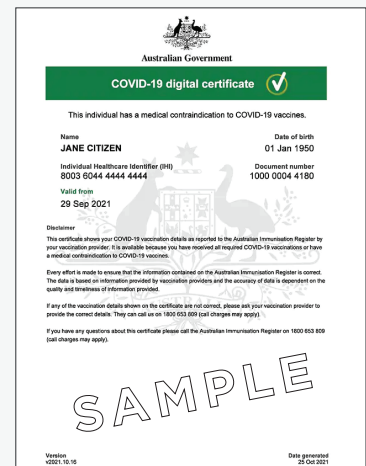 Australian Government
COVID-19 digital certificate
This individual has a medical contraindication to COVID-19 vaccines.
Name
JANE CITIZEN
Date of birth
01 Jan 1950
Individual Healthcare Identifier (IHI)
8003 6044 4444 4444
Document number
1000 0004 4180
Valid from
29 Sep 2021
Disclaimer
This certificate shows your COVID-19 vaccination details as reported to the Australian Immunisation Register by
your vaccination provider. It is available because you have received all required COVID-19 vaccinations or have
a medical contraindication to COVID-19 vaccines.
Every effort is made to ensure that the information contained on the Australian Immunisation Register is correct.
The data is based on information provided by vaccination providers and the accuracy of data is dependent on the
quality and timeliness of information provided.
If any of the vaccination details shown on the certificate are not correct, please ask your vaccination provider to
provide the correct details. They can call us on 1800 653 809 (call charges may apply).
If you have any questions about this certificate please call the Australian Immunisation Register on 1800 653 809
(call charges may apply).
SAMPLE
Version
v2021.10.16
Date generated
25 Oct 2021